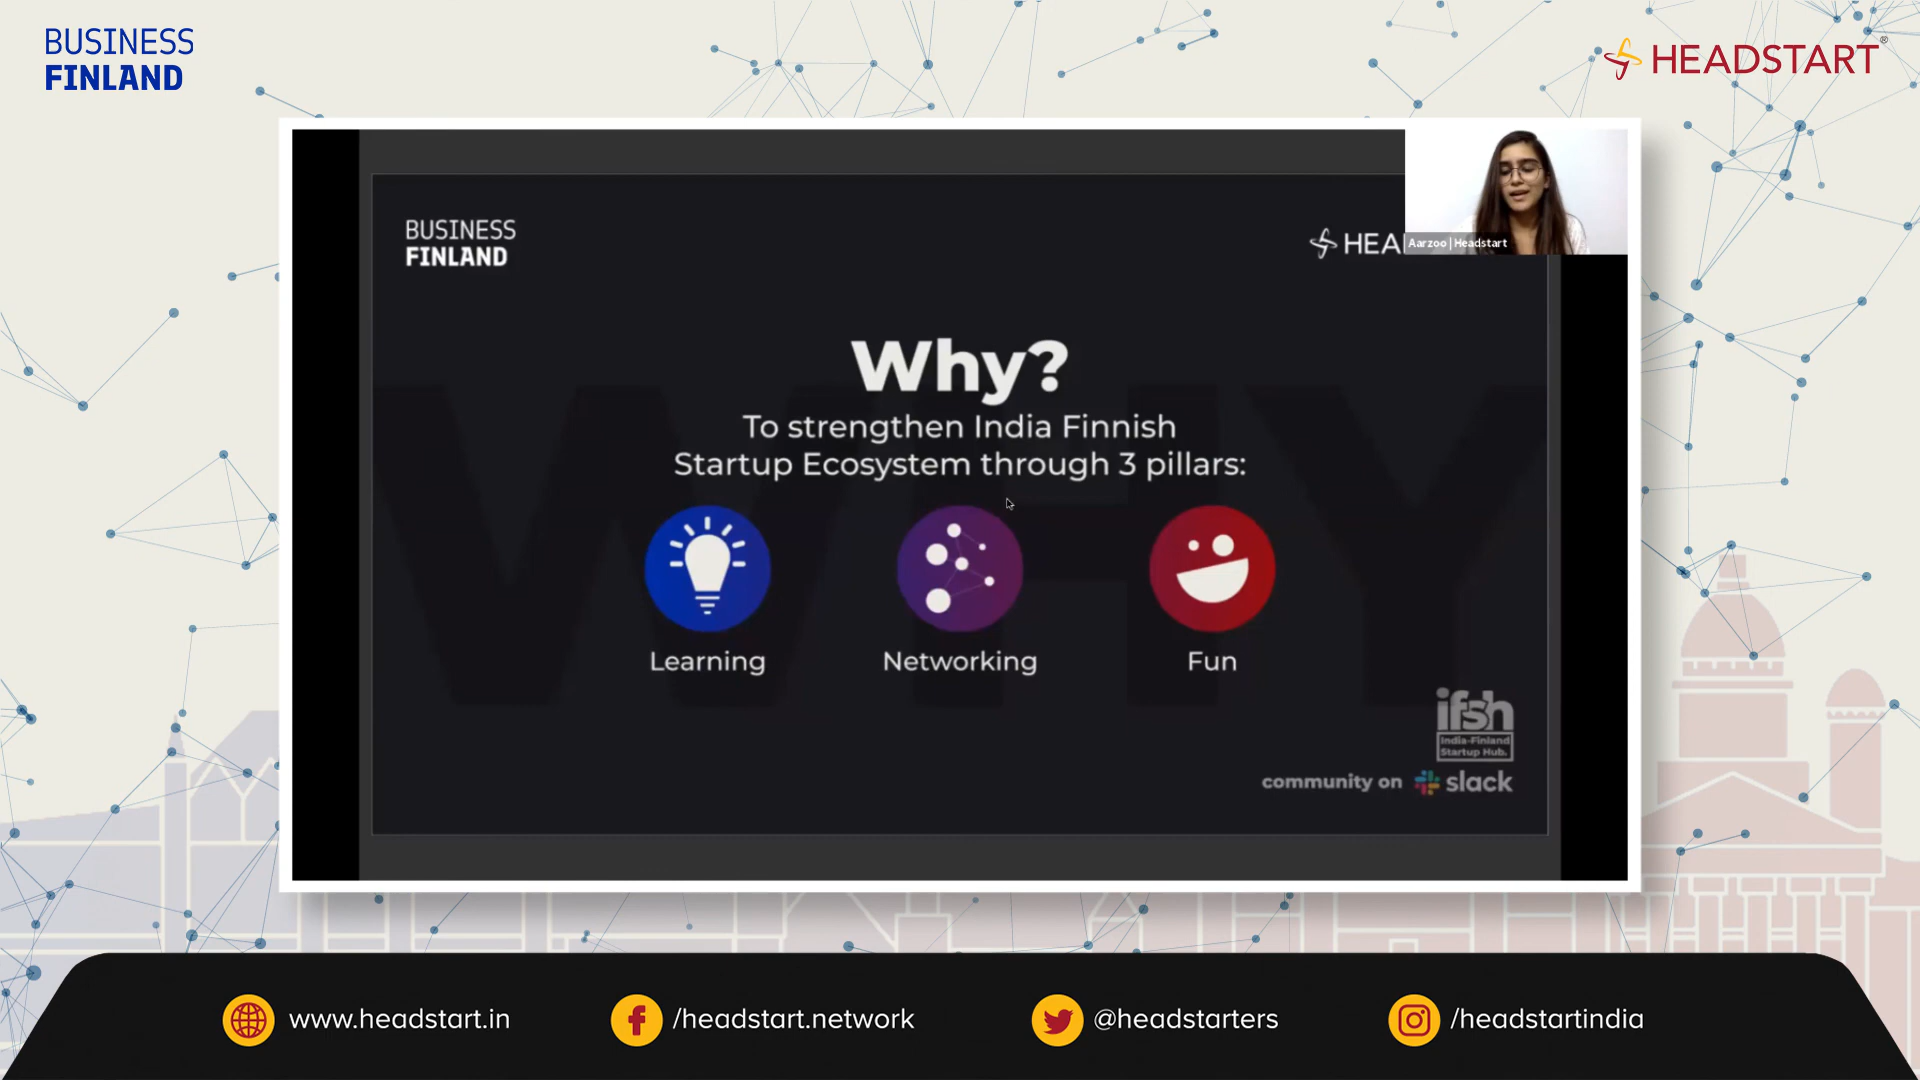 BUSINESS
FINLAND
HEADSTART®
BUSINESS
FINLAND
HEA
Aarzoo | Headstart
WHY
Why?
To strengthen India Finnish
Startup Ecosystem through 3 pillars:
Learning
Networking
Fun
ifsh
India-Finland
Startup Hub.
community on slack
www.headstart.in
/headstart.network
@headstarters
/headstartindia